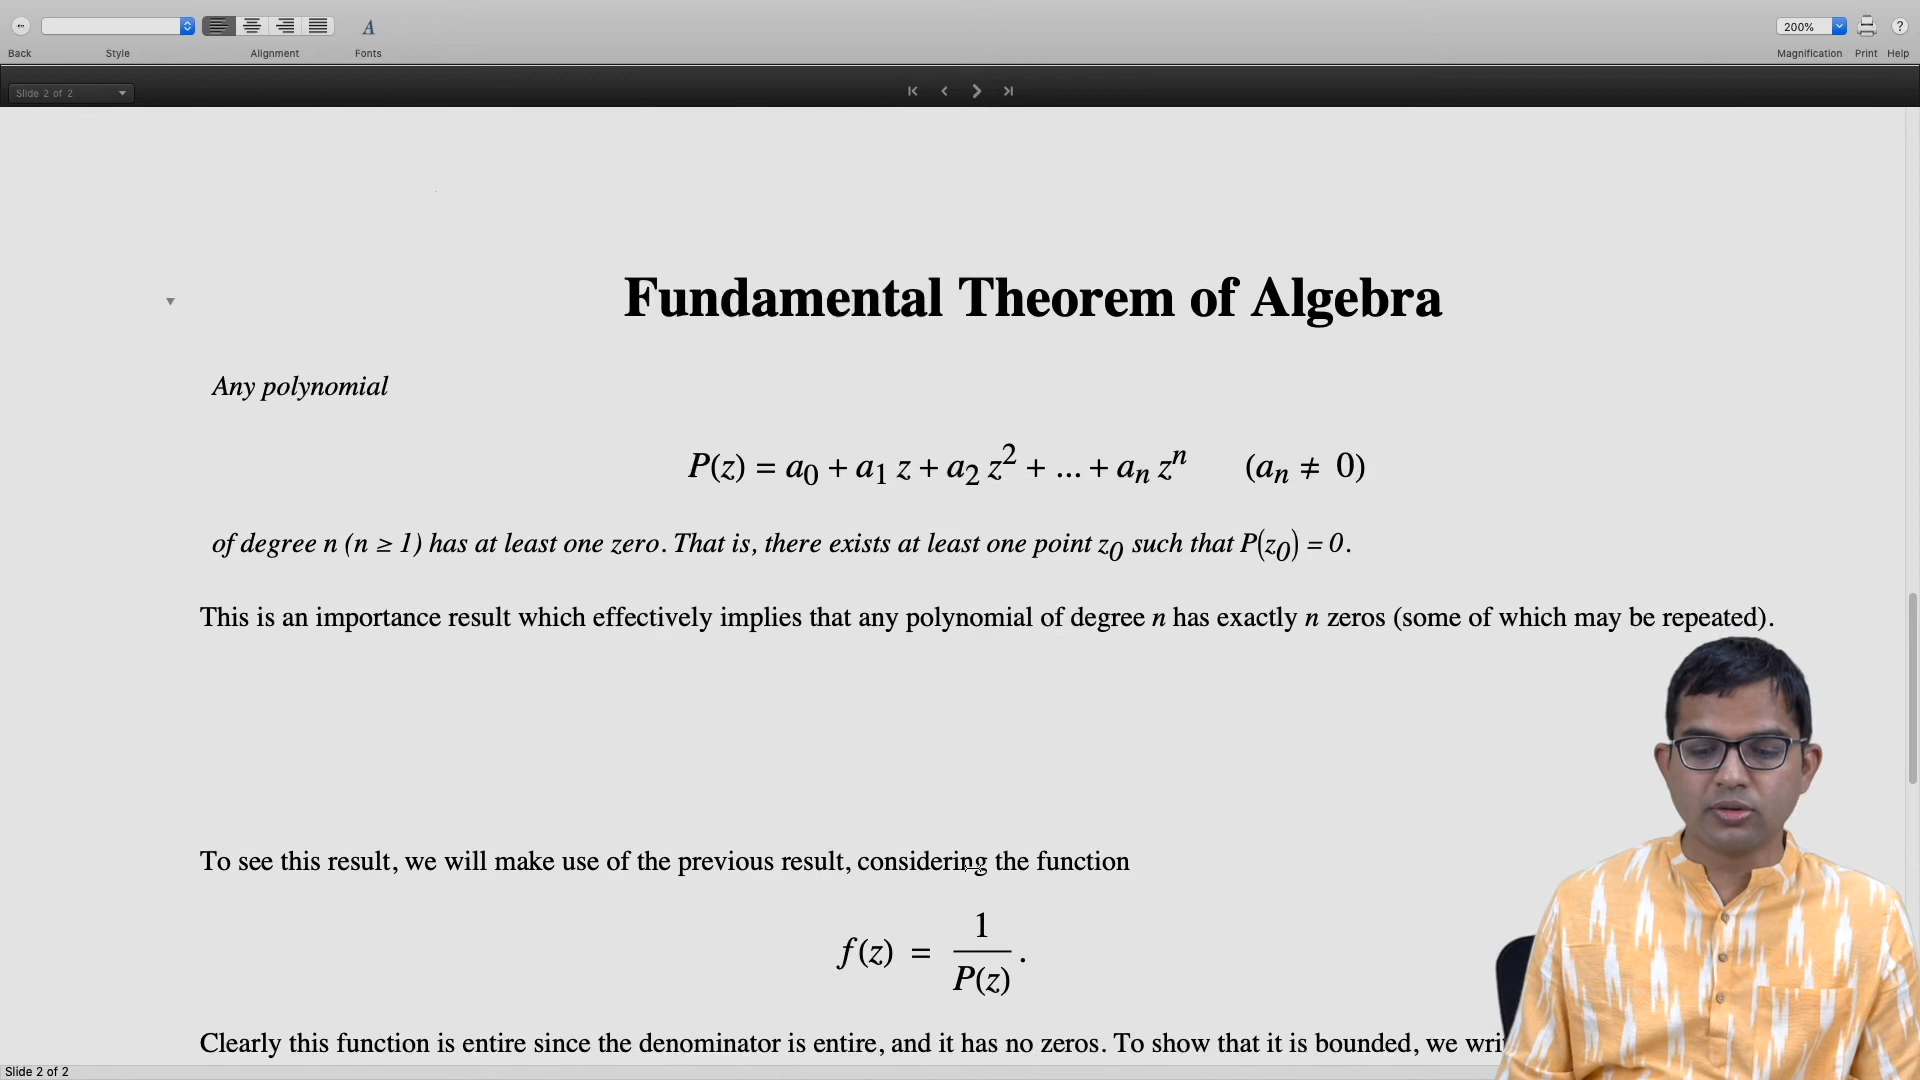 200%
Back Style Alignment Fonts Magnification Print Help
Slide 2 of 2
Fundamental Theorem of Algebra
Any polynomial
P(z) = a₀ + a₁ z + a₂ z² + ... + aₙ zⁿ (aₙ ≠ 0)
of degree n (n ≥ 1) has at least one zero. That is, there exists at least one point z₀ such that P(z₀) = 0.
This is an importance result which effectively implies that any polynomial of degree n has exactly n zeros (some of which may be repeated).
To see this result, we will make use of the previous result, considering the function
f(z) = 1/P(z) .
Clearly this function is entire since the denominator is entire, and it has no zeros. To show that it is bounded, we
Slide 2 of 2